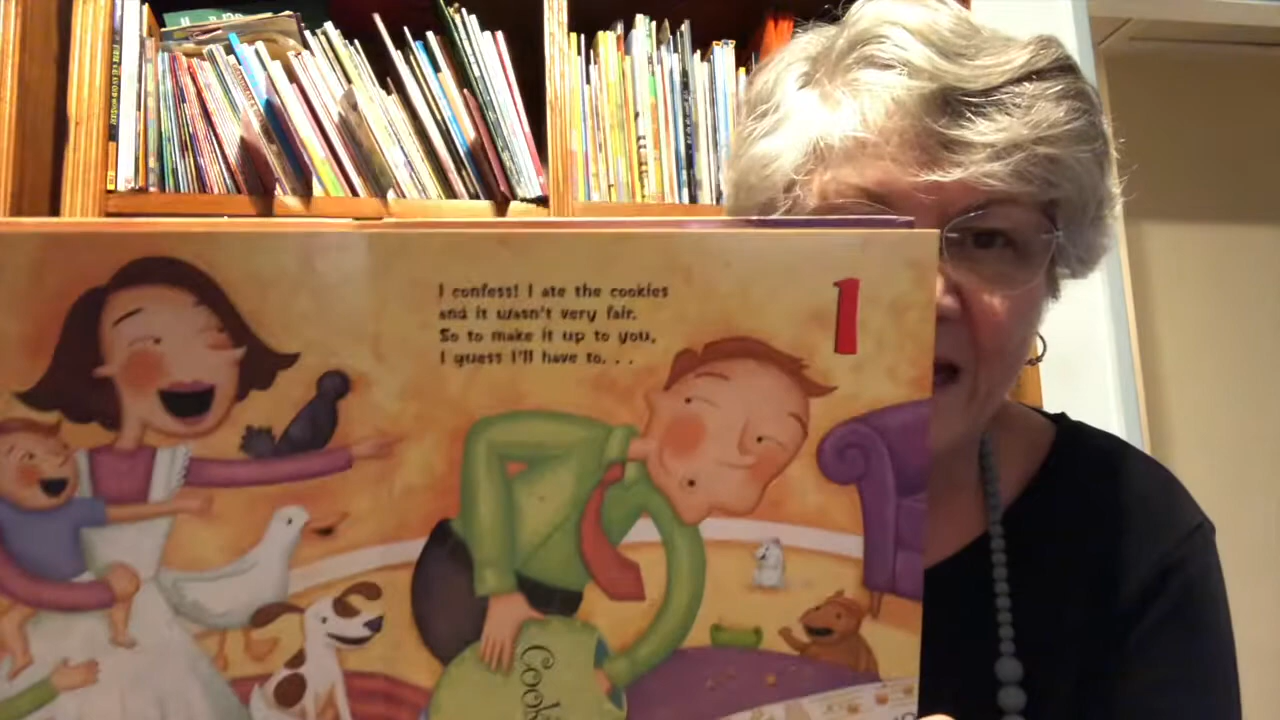 I confess! I ate the cookies
and it wasn't very fair.
So to make it up to you,
I guess I'll have to. . .
1
Cook